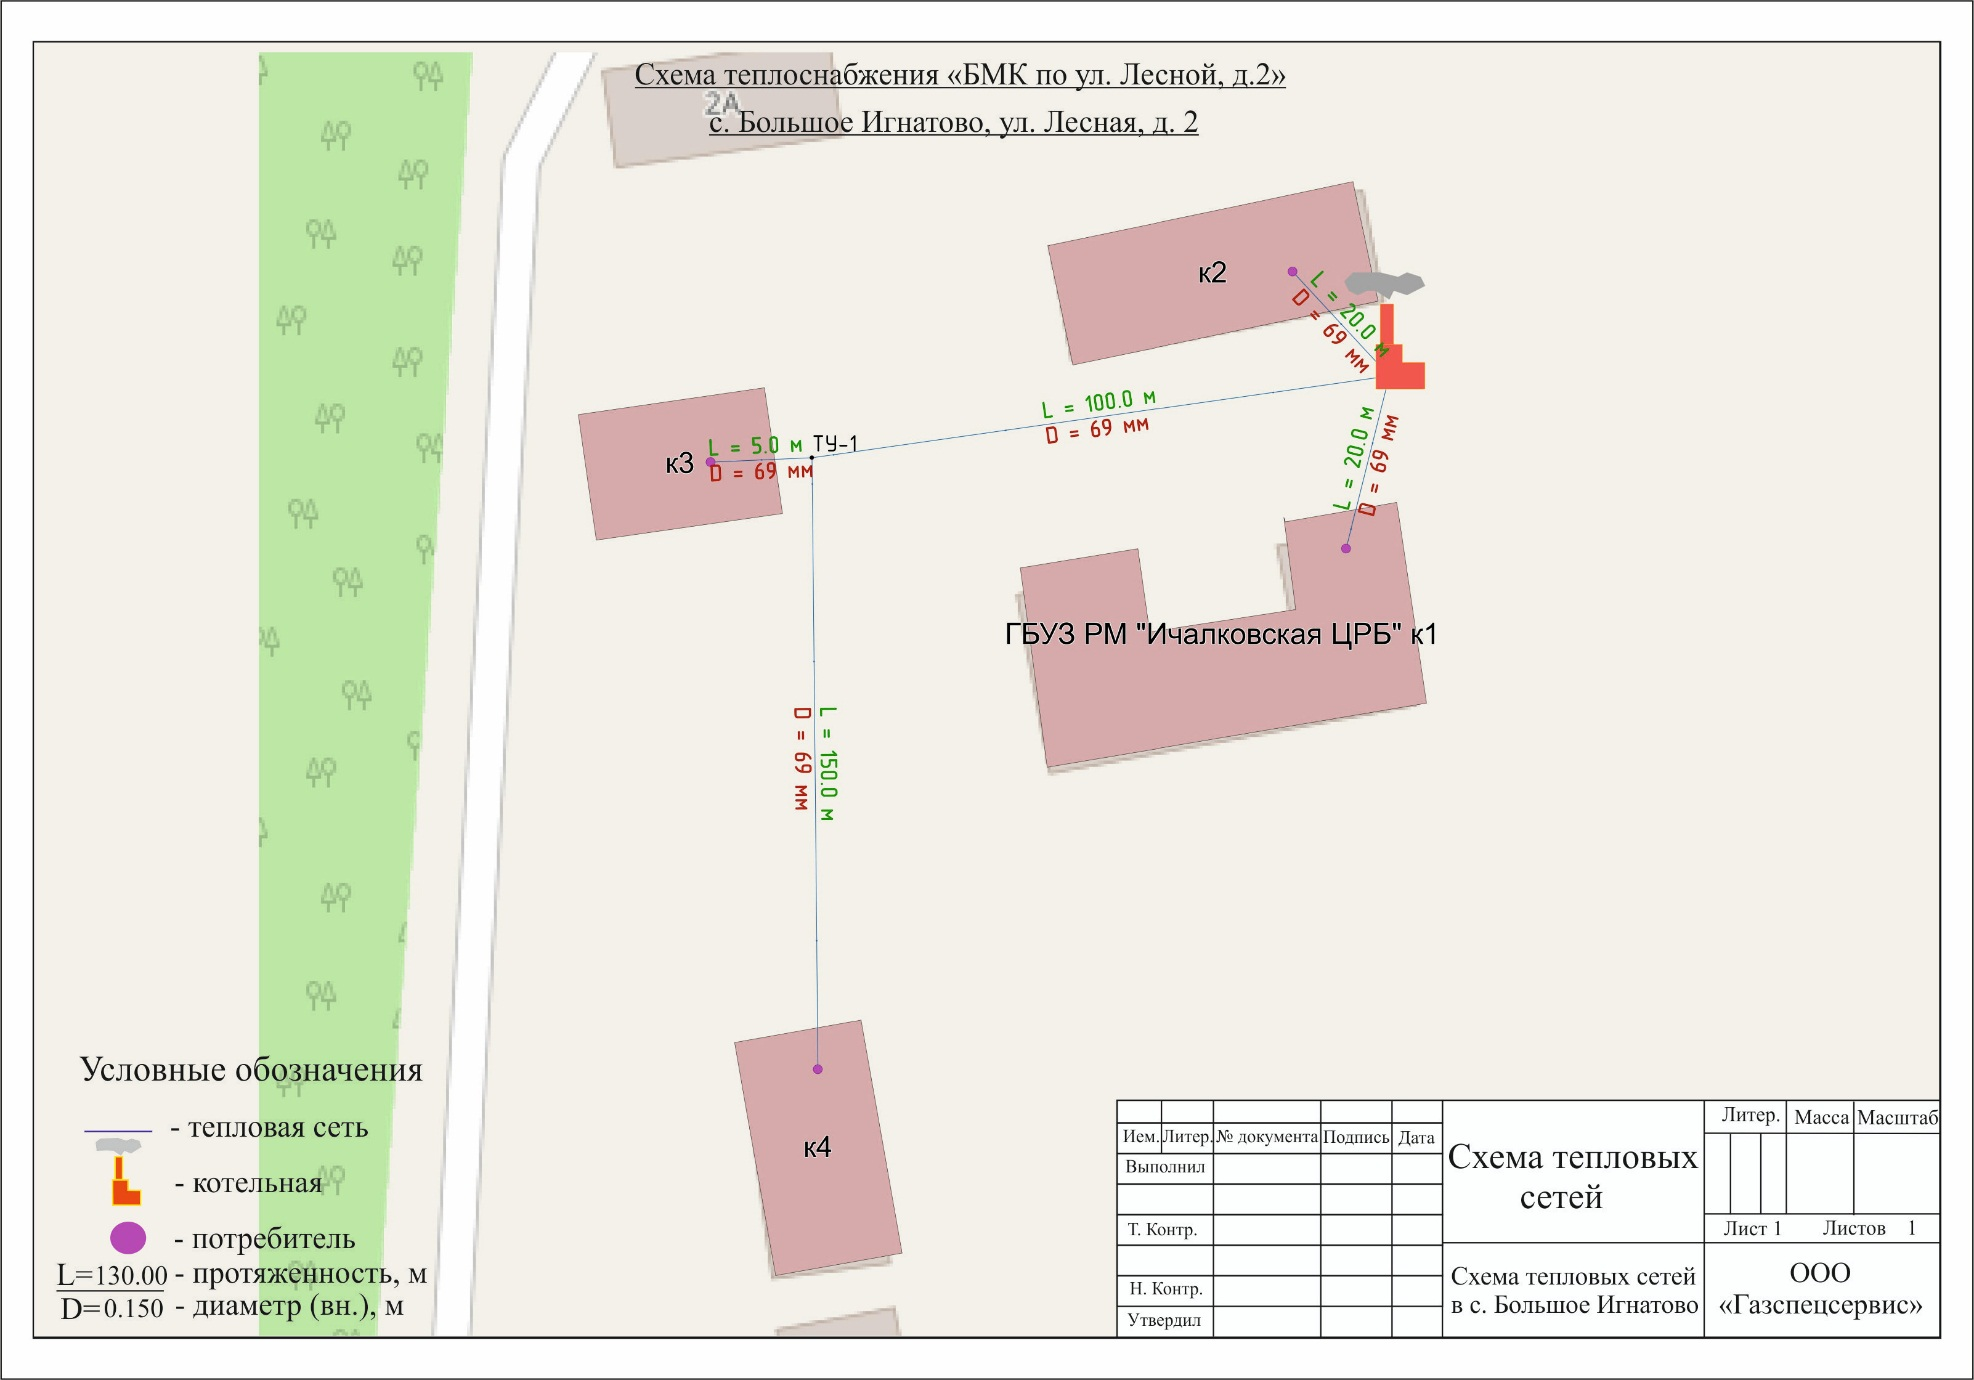 Схема теплоснабжения «БМК по ул. Лесной, д.2»
2А
с. Большое Игнатово, ул. Лесная, д. 2
к2
L = 20.0 м
D = 69 мм
L = 100.0 м
D = 69 мм
L = 20.0 м
D = 69 мм
ТУ-1
L = 5.0 м
к3
D = 69 мм
ГБУЗ РМ "Ичалковская ЦРБ" к1
L = 150.0 м
D = 69 мм
к4
Условные обозначения
- тепловая сеть
- котельная
- потребитель
L=130.00 - протяженность, м
D=0.150 - диаметр (вн.), м
Ием. Литер. № документа Подпись Дата
Выполнил
Т. Контр.
Н. Контр.
Утвердил
Схема тепловых
сетей
Схема тепловых сетей
в с. Большое Игнатово
Литер. Масса Масштаб
Лист 1 Листов 1
ООО
«Газспецсервис»